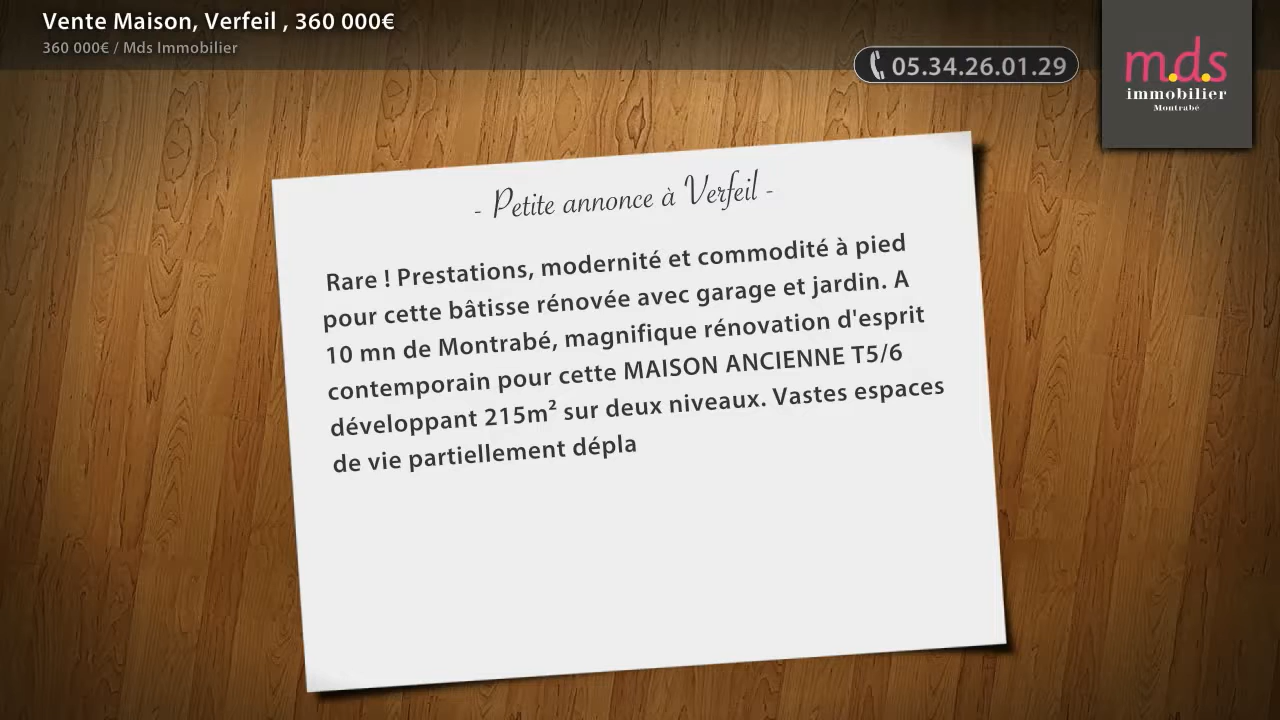 Vente Maison, Verfeil , 360 000€
360 000€ / Mds Immobilier
05.34.26.01.29
m.d.s
immobilier
Montrabé
- Petite annonce à Verfeil -
Rare ! Prestations, modernité et commodité à pied
pour cette bâtisse rénovée avec garage et jardin. A
10 mn de Montrabé, magnifique rénovation d'esprit
contemporain pour cette MAISON ANCIENNE T5/6
développant 215m² sur deux niveaux. Vastes espaces
de vie partiellement dépla